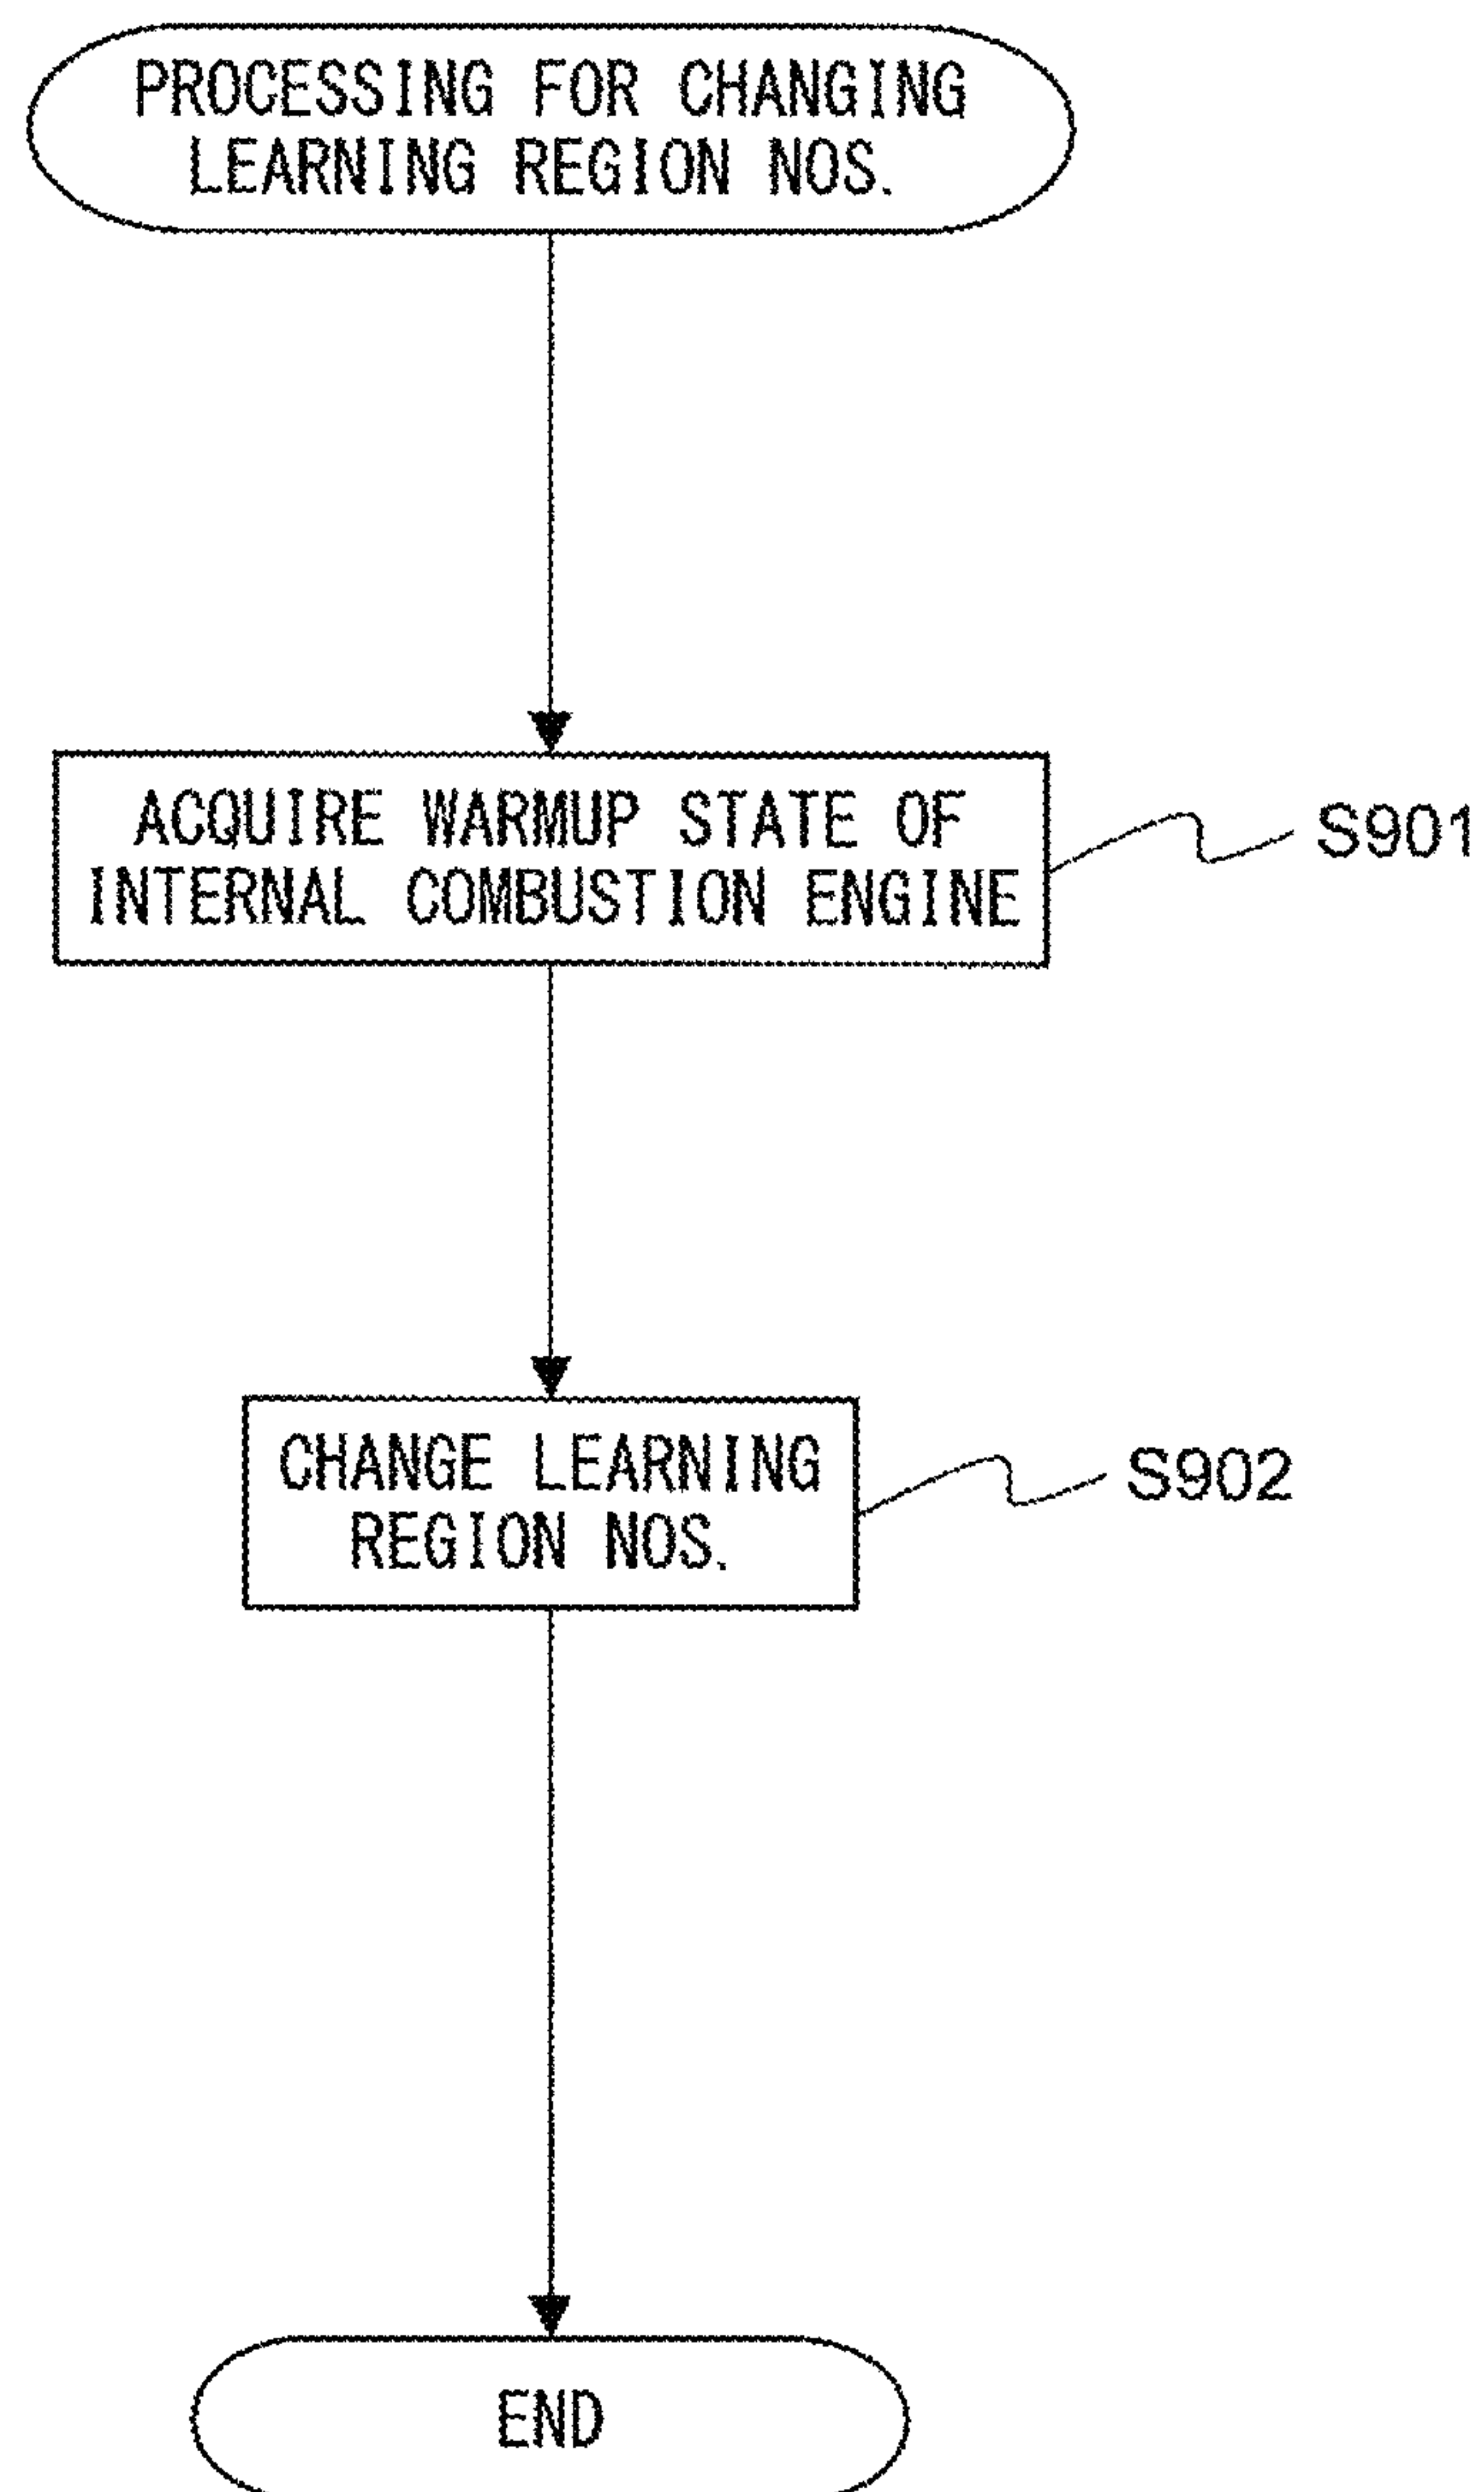 PROCESSING FOR CHANGING
LEARNING REGION NOS.
ACQUIRE WARMUP STATE OF
INTERNAL COMBUSTION ENGINE
S901
CHANGE LEARNING
REGION NOS.
S902
END